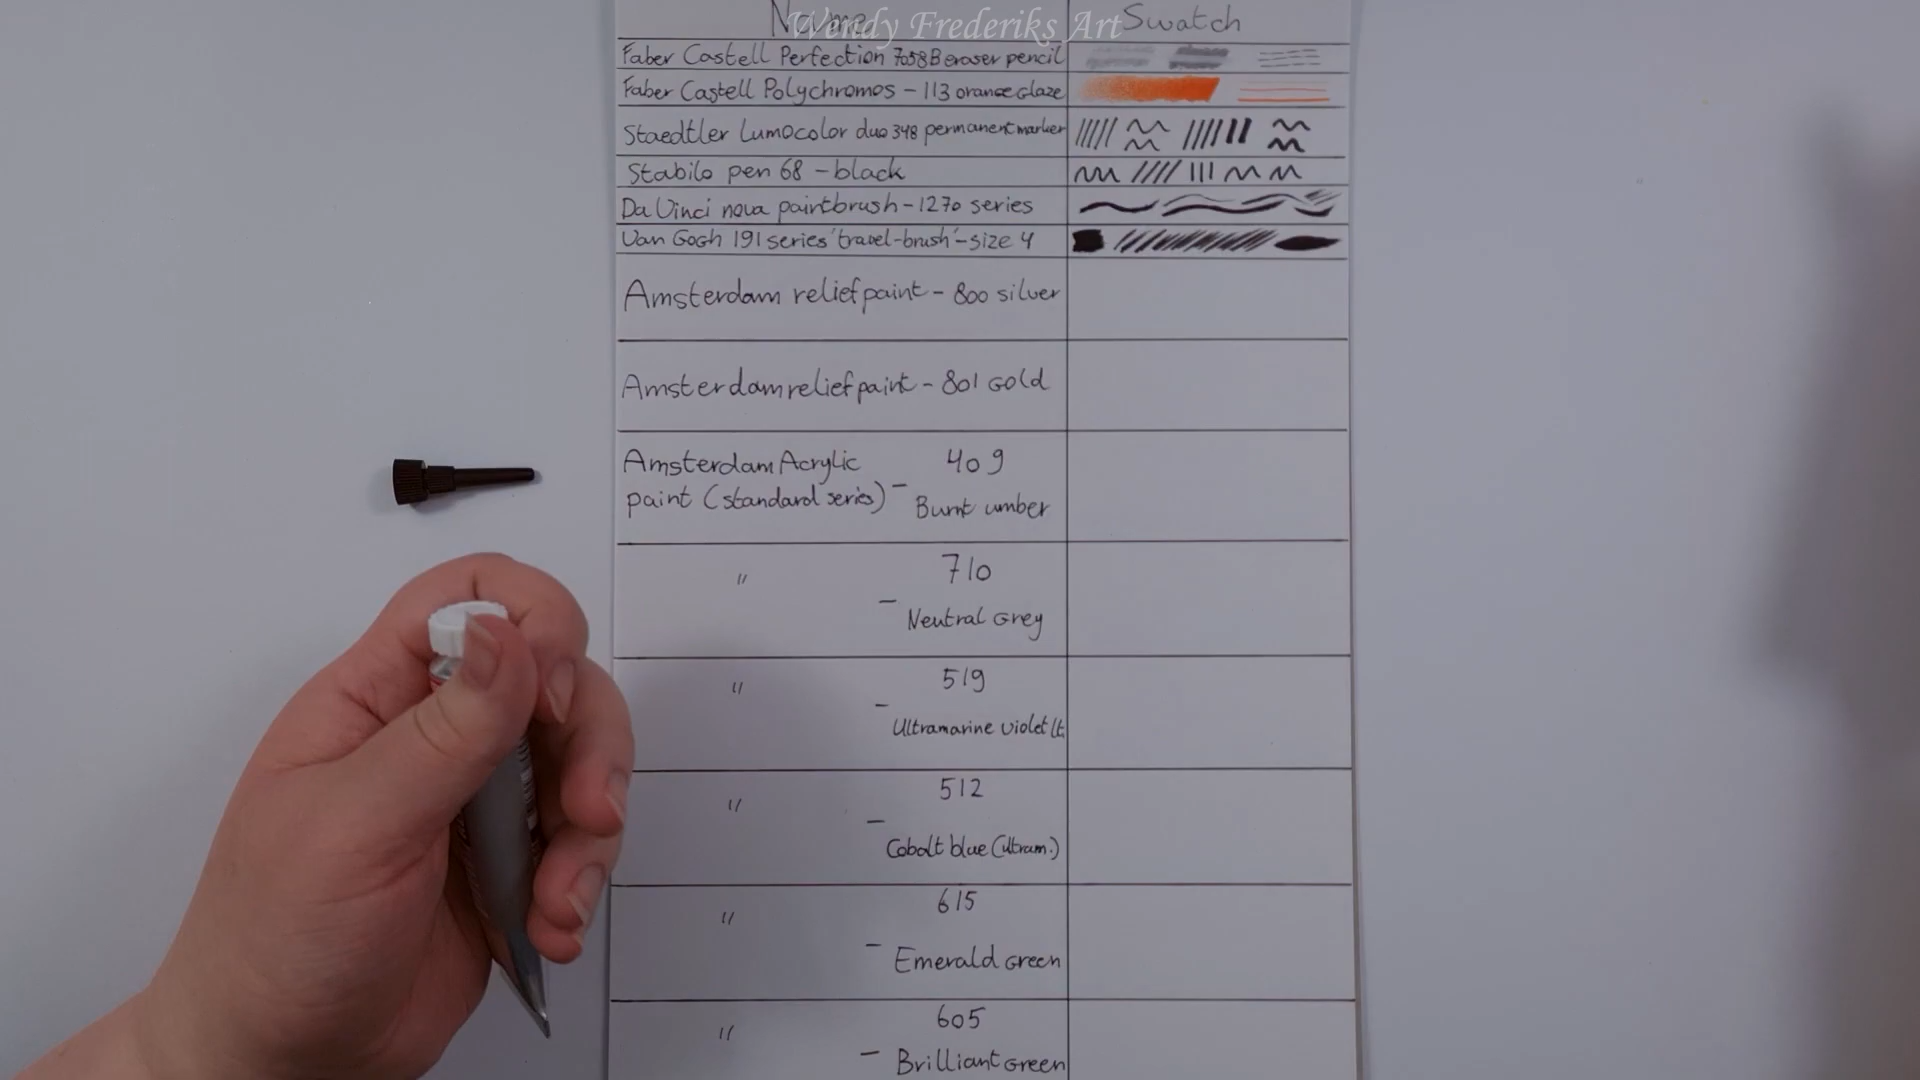 Name Swatch
Wendy Frederiks Art
Faber Castell Perfection 7058B eraser pencil
Faber Castell Polychromos - 113 orange glaze
Staedtler Lumocolor duo 348 permanent marker
Stabilo pen 68 - black
Da Vinci nova paintbrush - 1270 series
Van Gogh 191 series 'travel-brush' - size 4
Amsterdam relief paint - 800 silver
Amsterdam relief paint - 801 Gold
Amsterdam Acrylic 409
paint (standard series) - Burnt umber
710
" - Neutral Grey
519
" - Ultramarine violet lt.
512
" - Cobalt blue (Ultram.)
615
" - Emerald Green
605
" - Brilliant Green